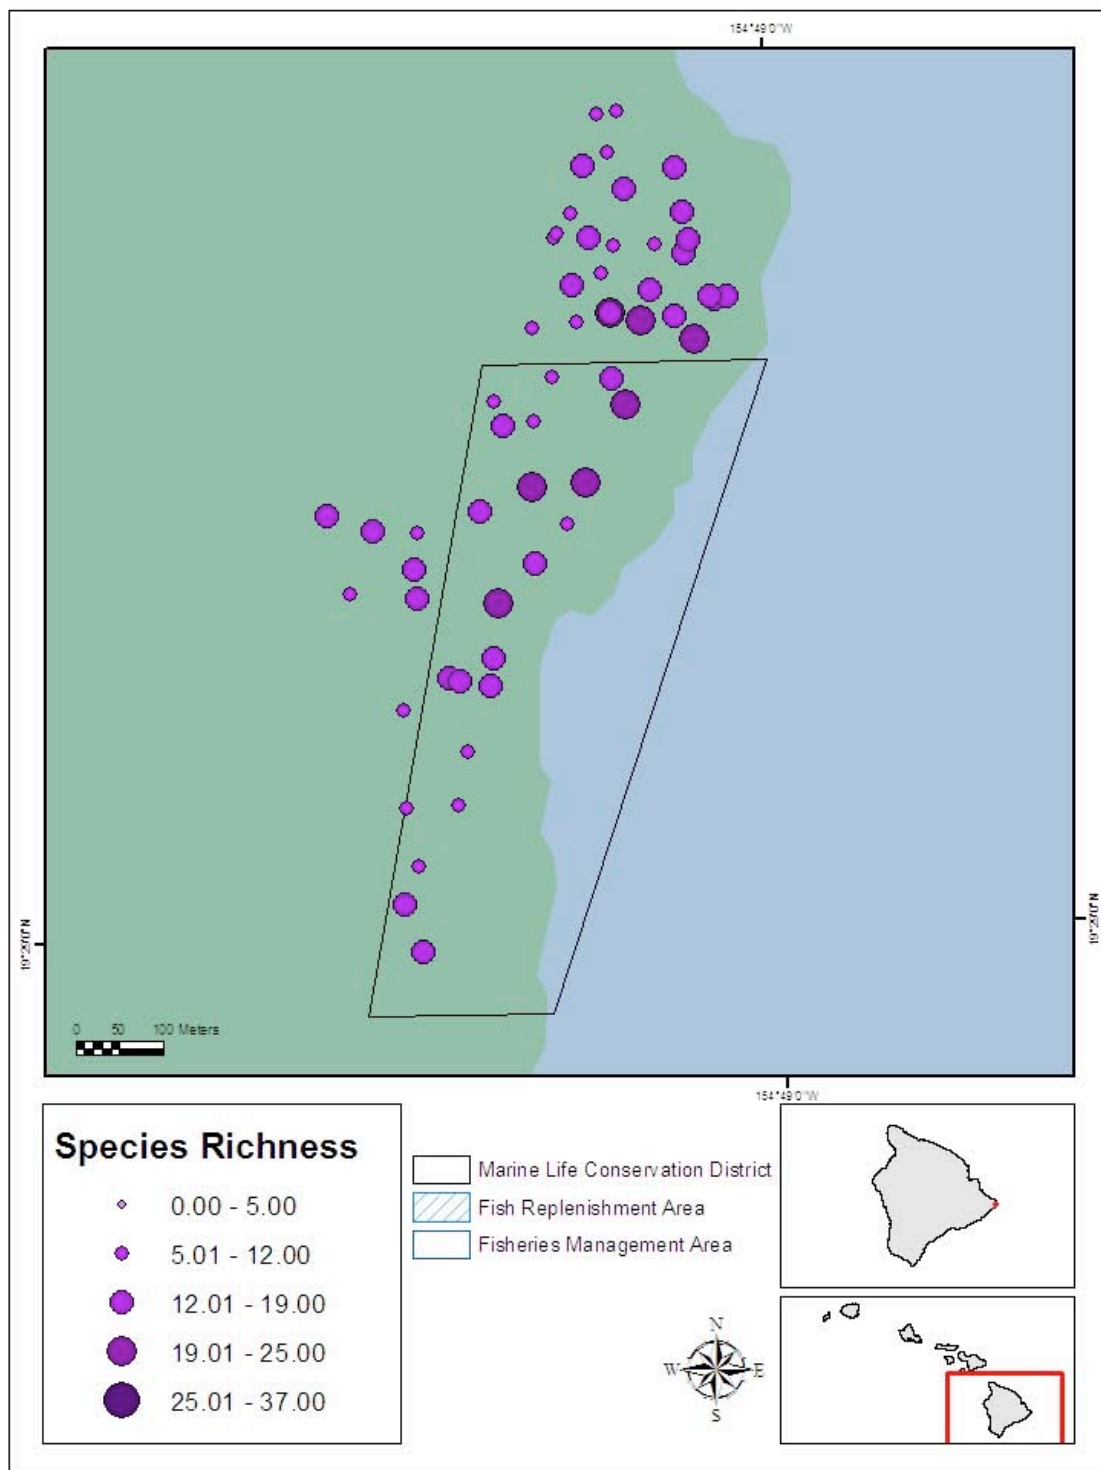 154°49'0"W
19°29'0"N
19°29'0"N
0 50 100 Meters
154°49'0"W
Species Richness
0.00 - 5.00
5.01 - 12.00
12.01 - 19.00
19.01 - 25.00
25.01 - 37.00
Marine Life Conservation District
Fish Replenishment Area
Fisheries Management Area
N
W E
S